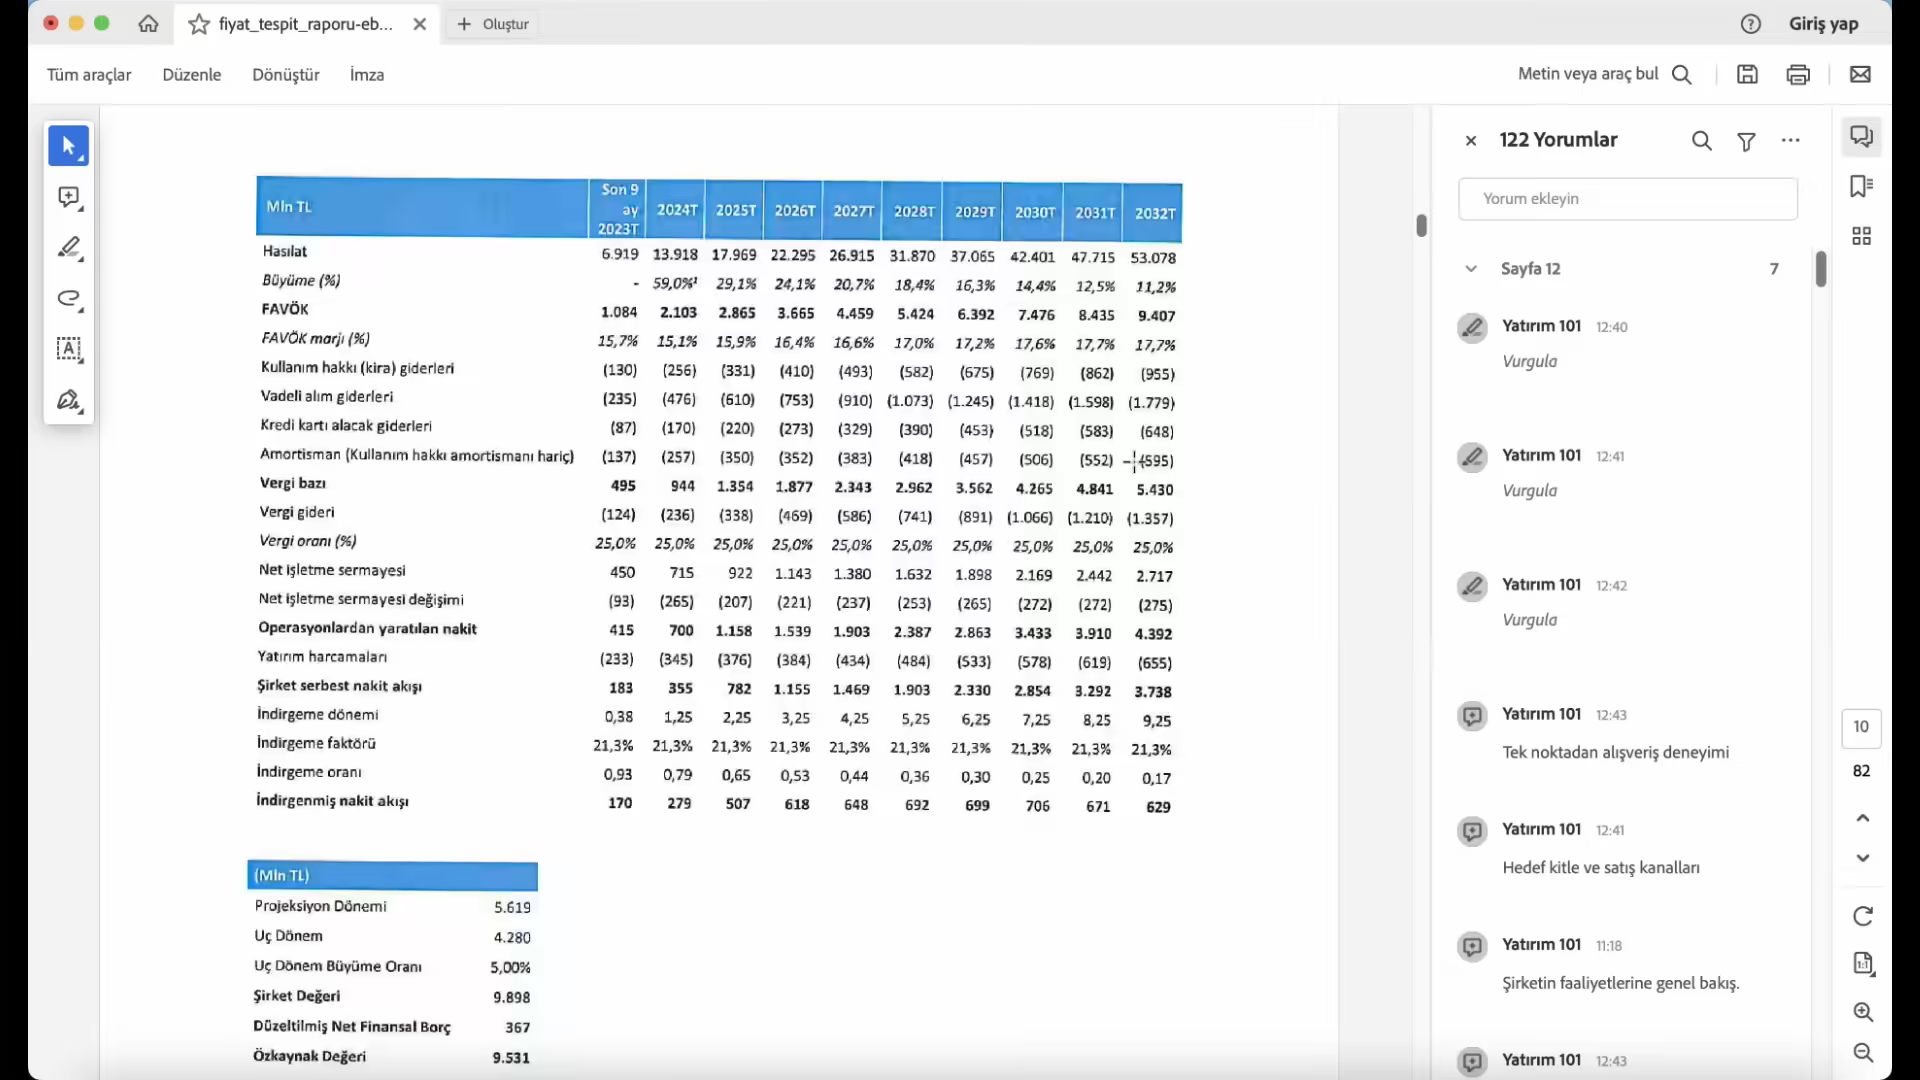 fiyat_tespit_raporu-eb...
Oluştur
Giriş yap
Tüm araçlar Düzenle Dönüştür İmza
Metin veya araç bul
Mln TL Son 9 ay 2023T 2024T 2025T 2026T 2027T 2028T 2029T 2030T 2031T 2032T
Hasılat 6.919 13.918 17.969 22.295 26.915 31.870 37.065 42.401 47.715 53.078
Büyüme (%) - 59,0%¹ 29,1% 24,1% 20,7% 18,4% 16,3% 14,4% 12,5% 11,2%
FAVÖK 1.084 2.103 2.865 3.665 4.459 5.424 6.392 7.476 8.435 9.407
FAVÖK marjı (%) 15,7% 15,1% 15,9% 16,4% 16,6% 17,0% 17,2% 17,6% 17,7% 17,7%
Kullanım hakkı (kira) giderleri (130) (256) (331) (410) (493) (582) (675) (769) (862) (955)
Vadeli alım giderleri (235) (476) (610) (753) (910) (1.073) (1.245) (1.418) (1.598) (1.779)
Kredi kartı alacak giderleri (87) (170) (220) (273) (329) (390) (453) (518) (583) (648)
Amortisman (Kullanım hakkı amortismanı hariç) (137) (257) (350) (352) (383) (418) (457) (506) (552) (595)
Vergi bazı 495 944 1.354 1.877 2.343 2.962 3.562 4.265 4.841 5.430
Vergi gideri (124) (236) (338) (469) (586) (741) (891) (1.066) (1.210) (1.357)
Vergi oranı (%) 25,0% 25,0% 25,0% 25,0% 25,0% 25,0% 25,0% 25,0% 25,0% 25,0%
Net işletme sermayesi 450 715 922 1.143 1.380 1.632 1.898 2.169 2.442 2.717
Net işletme sermayesi değişimi (93) (265) (207) (221) (237) (253) (265) (272) (272) (275)
Operasyonlardan yaratılan nakit 415 700 1.158 1.539 1.903 2.387 2.863 3.433 3.910 4.392
Yatırım harcamaları (233) (345) (376) (384) (434) (484) (533) (578) (619) (655)
Şirket serbest nakit akışı 183 355 782 1.155 1.469 1.903 2.330 2.854 3.292 3.738
İndirgeme dönemi 0,38 1,25 2,25 3,25 4,25 5,25 6,25 7,25 8,25 9,25
İndirgeme faktörü 21,3% 21,3% 21,3% 21,3% 21,3% 21,3% 21,3% 21,3% 21,3% 21,3%
İndirgeme oranı 0,93 0,79 0,65 0,53 0,44 0,36 0,30 0,25 0,20 0,17
İndirgenmiş nakit akışı 170 279 507 618 648 692 699 706 671 629
(Mln TL)
Projeksiyon Dönemi 5.619
Uç Dönem 4.280
Uç Dönem Büyüme Oranı 5,00%
Şirket Değeri 9.898
Düzeltilmiş Net Finansal Borç 367
Özkaynak Değeri 9.531
122 Yorumlar
Yorum ekleyin
Sayfa 12 7
Yatırım 101 12:40
Vurgula
Yatırım 101 12:41
Vurgula
Yatırım 101 12:42
Vurgula
Yatırım 101 12:43
Tek noktadan alışveriş deneyimi
Yatırım 101 12:41
Hedef kitle ve satış kanalları
Yatırım 101 11:18
Şirketin faaliyetlerine genel bakış.
Yatırım 101 12:43
10
82